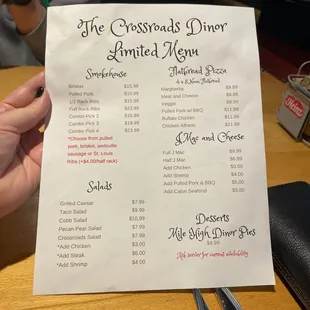 The Crossroads Dinor
Limited Menu
Smokehouse
Brisket $15.99
Pulled Pork $10.99
1/2 Rack Ribs $15.99
Full Rack Ribs $25.99
Combo Pick 2 $15.99
Combo Pick 3 $19.99
Combo Pick 4 $23.99
*Choose from pulled
pork, brisket, andouille
sausage or St. Louis
Ribs (+$4.00/half rack)
Salads
Grilled Caesar $7.99
Taco Salad $9.99
Cobb Salad $10.99
Pecan Pear Salad $7.99
Crossroads Salad $7.99
*Add Chicken $3.00
*Add Steak $6.00
*Add Shrimp $4.00
Flatbread Pizza
Margherita $9.99
Meat and Cheese $9.99
Veggie $9.99
Pulled Pork w/ BBQ $11.99
Buffalo Chicken $11.99
Chicken Alfredo $11.99
Mac and Cheese
Full J Mac $9.99
Half J Mac $6.99
Add Chicken $3.00
Add Shrimp $4.00
Add Pulled Pork & BBQ $5.00
Add Cajun Seafood $5.00
Desserts
Mile High Dinor Pies
$4.99
Ask server for current availability
Heinz